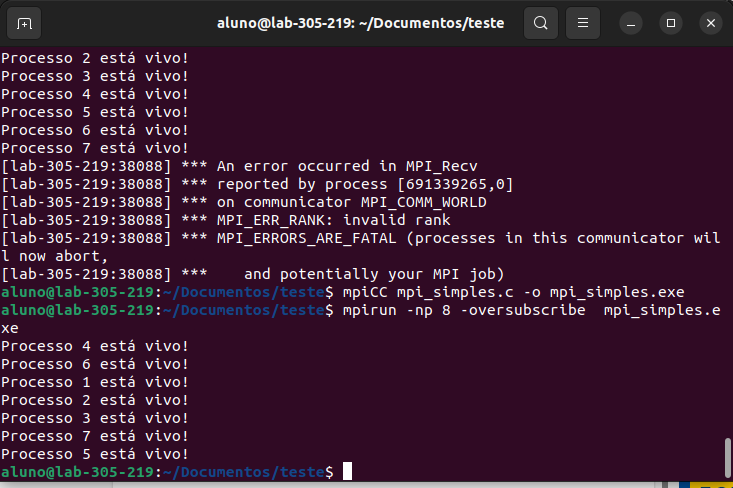 aluno@lab-305-219: ~/Documentos/teste
Processo 2 está vivo!
Processo 3 está vivo!
Processo 4 está vivo!
Processo 5 está vivo!
Processo 6 está vivo!
Processo 7 está vivo!
[lab-305-219:38088] *** An error occurred in MPI_Recv
[lab-305-219:38088] *** reported by process [691339265,0]
[lab-305-219:38088] *** on communicator MPI_COMM_WORLD
[lab-305-219:38088] *** MPI_ERR_RANK: invalid rank
[lab-305-219:38088] *** MPI_ERRORS_ARE_FATAL (processes in this communicator wil
l now abort,
[lab-305-219:38088] ***    and potentially your MPI job)
aluno@lab-305-219:~/Documentos/teste$ mpiCC mpi_simples.c -o mpi_simples.exe
aluno@lab-305-219:~/Documentos/teste$ mpirun -np 8 -oversubscribe  mpi_simples.e
xe
Processo 4 está vivo!
Processo 6 está vivo!
Processo 1 está vivo!
Processo 2 está vivo!
Processo 3 está vivo!
Processo 7 está vivo!
Processo 5 está vivo!
aluno@lab-305-219:~/Documentos/teste$